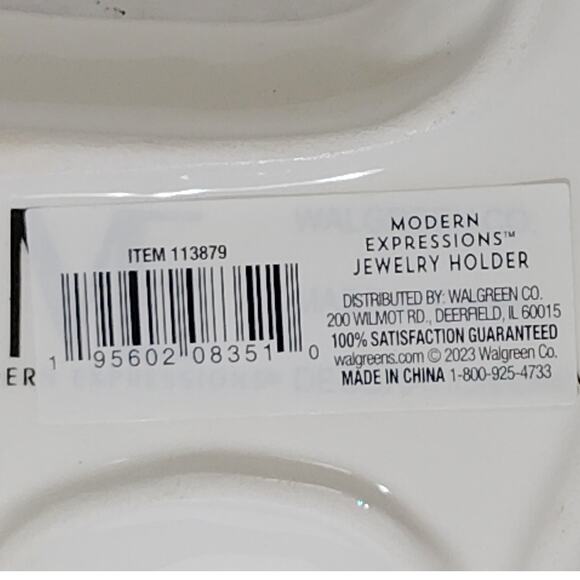 ITEM 113879
1 95602 08351 0
MODERN
EXPRESSIONS™
JEWELRY HOLDER
DISTRIBUTED BY: WALGREEN CO.
200 WILMOT RD., DEERFIELD, IL 60015
100% SATISFACTION GUARANTEED
walgreens.com © 2023 Walgreen Co.
MADE IN CHINA 1-800-925-4733
ER